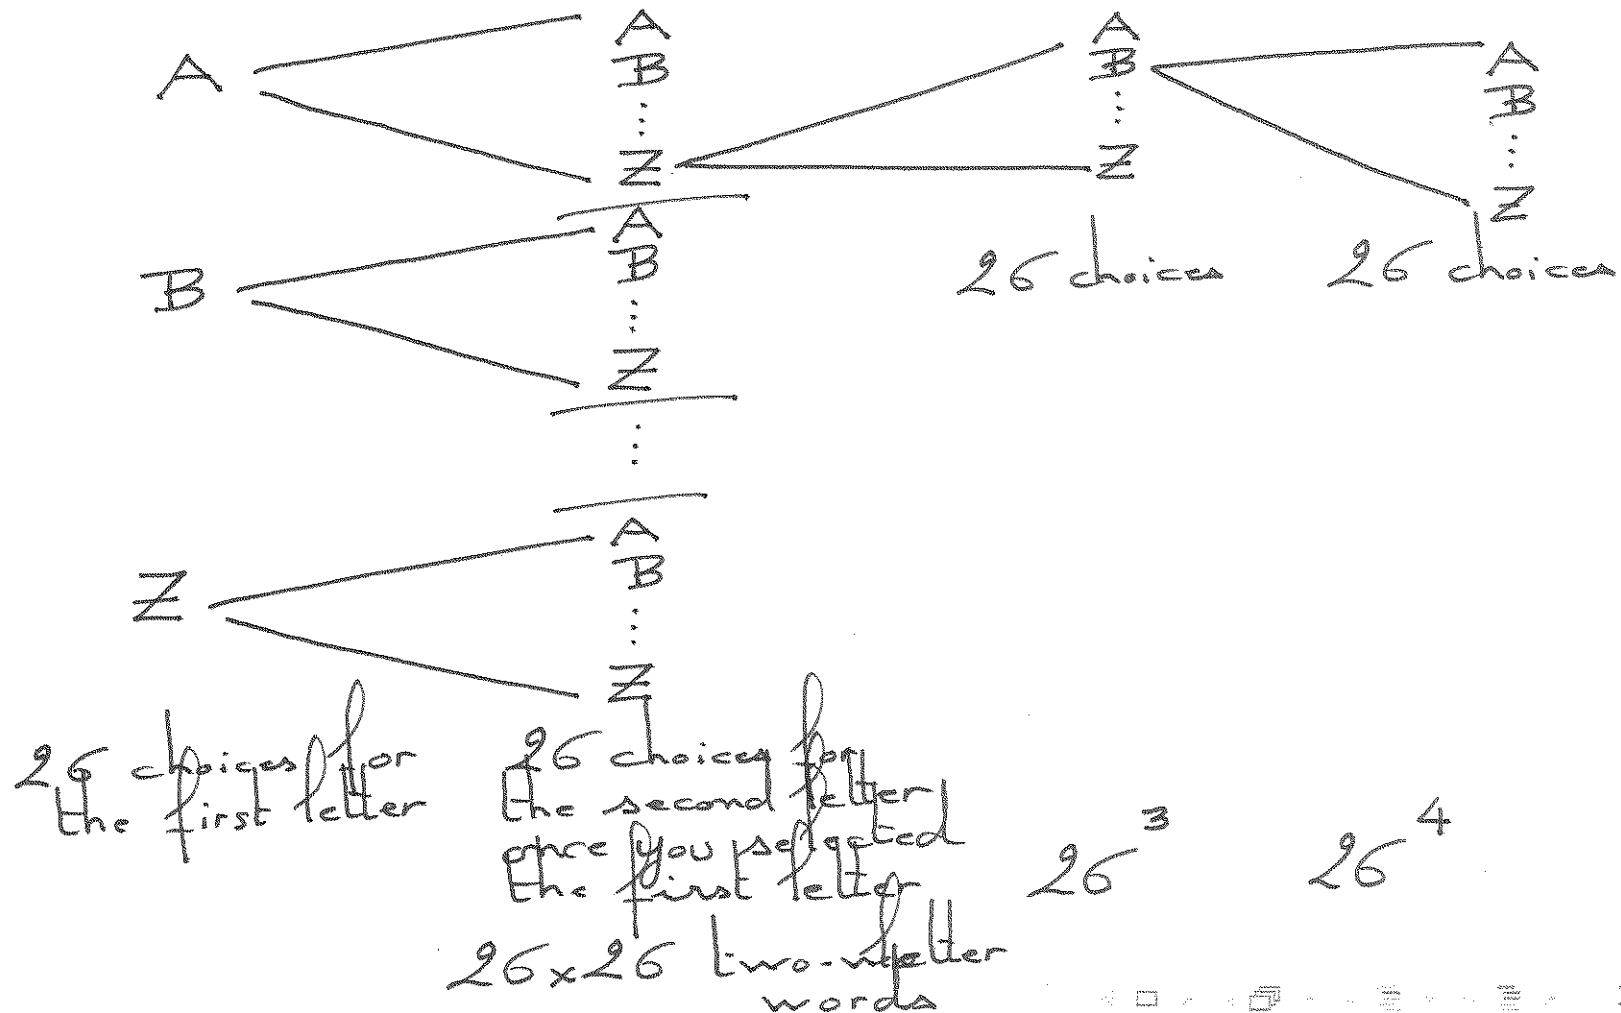 A
A
B
⋮
Z
A
B
⋮
Z
A
B
⋮
Z
26 choices
26 choices
B
A
B
⋮
Z
⋮
Z
A
B
⋮
Z
26 choices for
the first letter
26 choices for
the second letter
once you selected
the first letter
26×26 two-letter
words
26³
26⁴